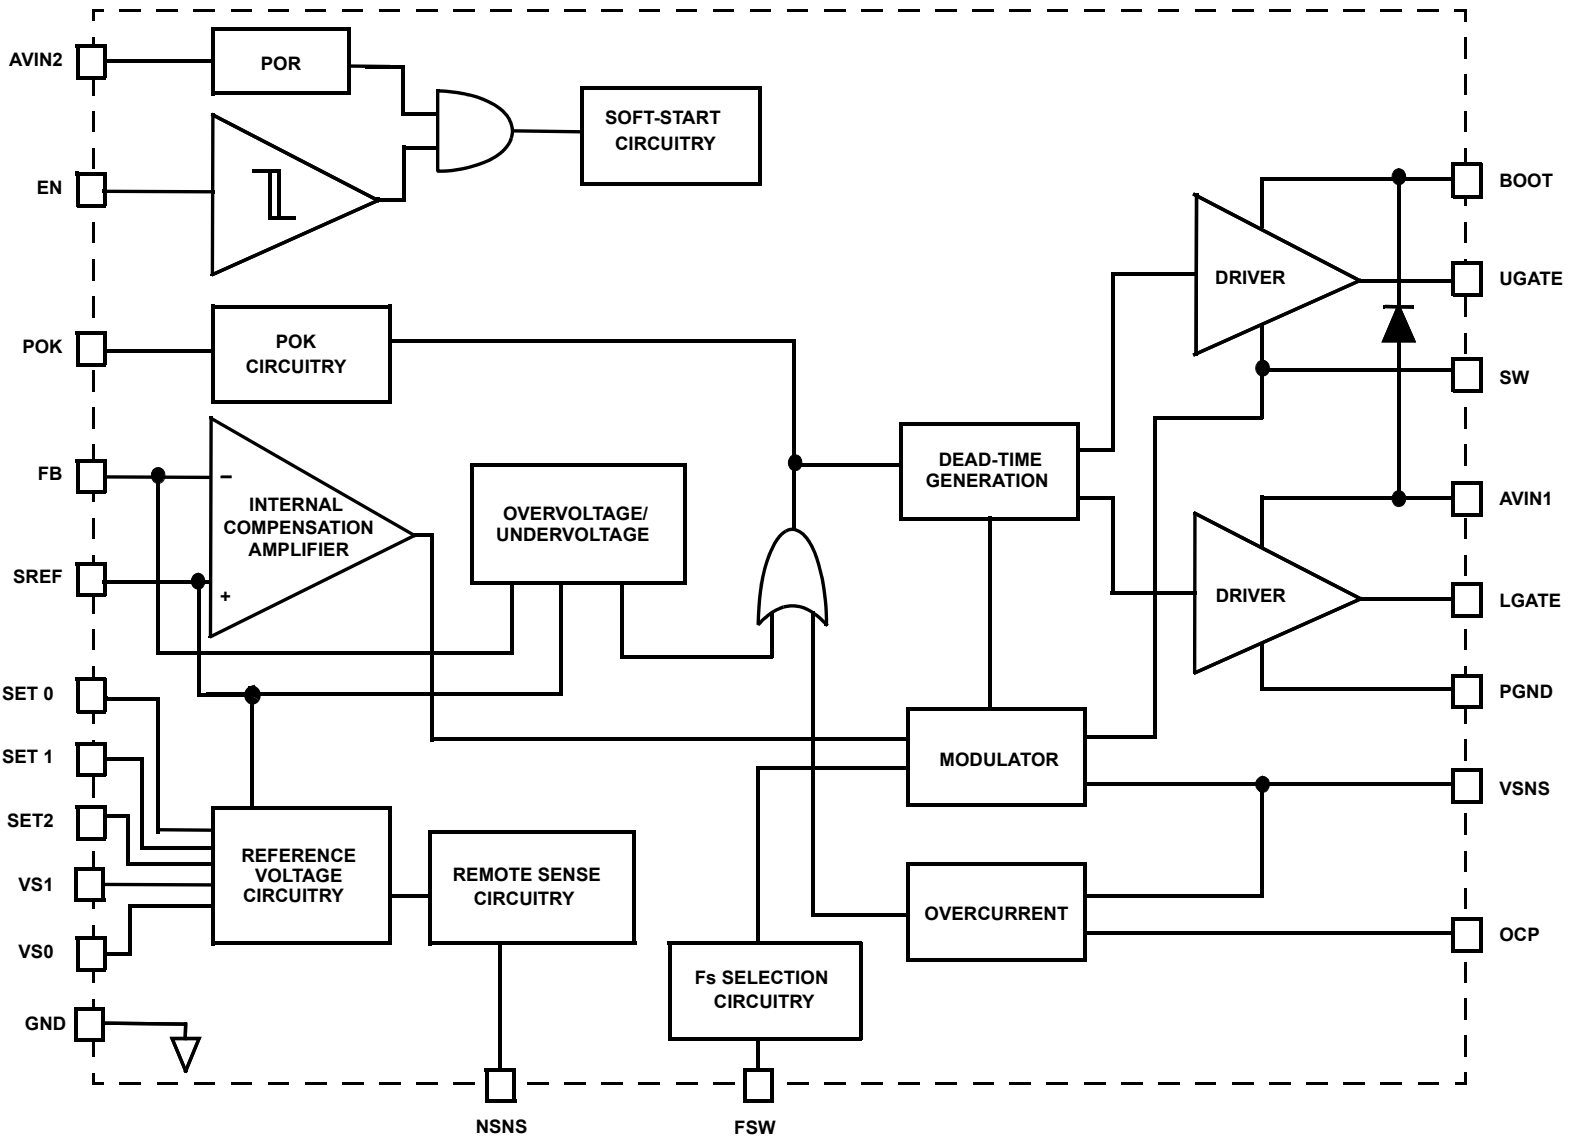 AVIN2
POR
SOFT-START
CIRCUITRY
EN
BOOT
DRIVER
UGATE
POK
POK
CIRCUITRY
SW
FB
−
INTERNAL
COMPENSATION
AMPLIFIER
+
SREF
OVERVOLTAGE/
UNDERVOLTAGE
DEAD-TIME
GENERATION
AVIN1
DRIVER
LGATE
PGND
SET 0
SET 1
SET2
VS1
VS0
GND
REFERENCE
VOLTAGE
CIRCUITRY
REMOTE SENSE
CIRCUITRY
MODULATOR
VSNS
OVERCURRENT
OCP
Fs SELECTION
CIRCUITRY
NSNS
FSW